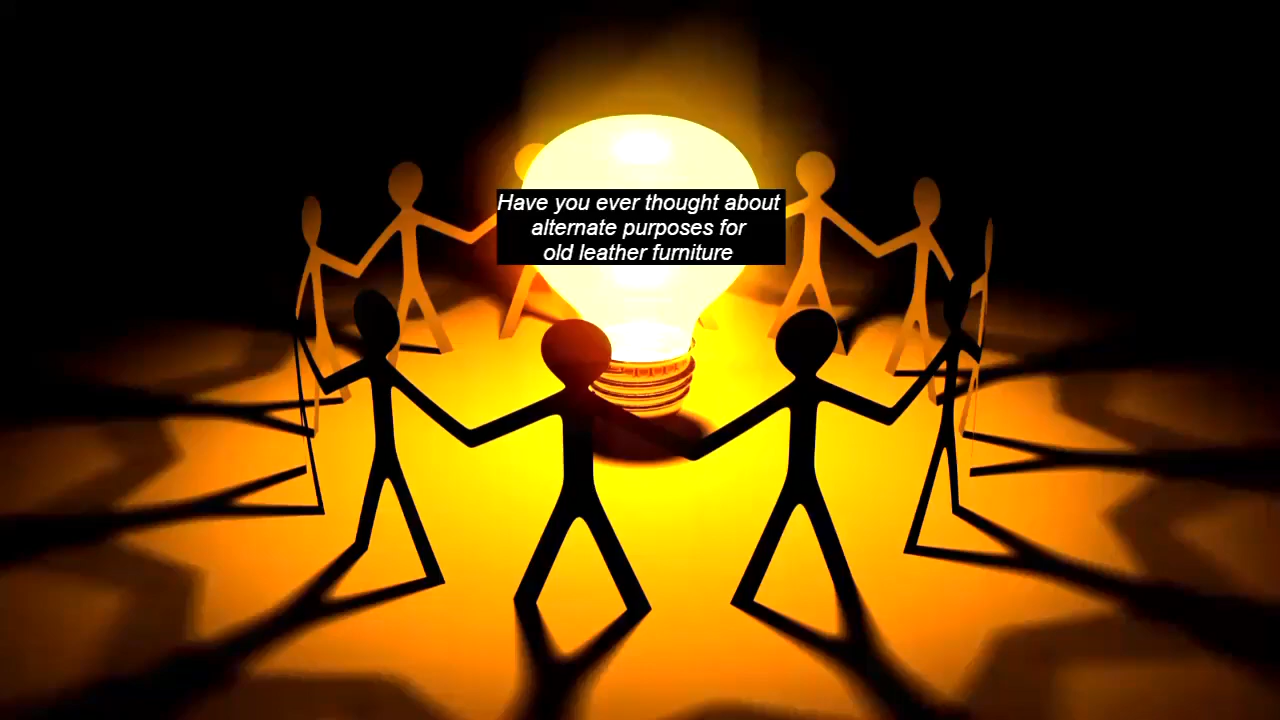 Have you ever thought about
alternate purposes for
old leather furniture